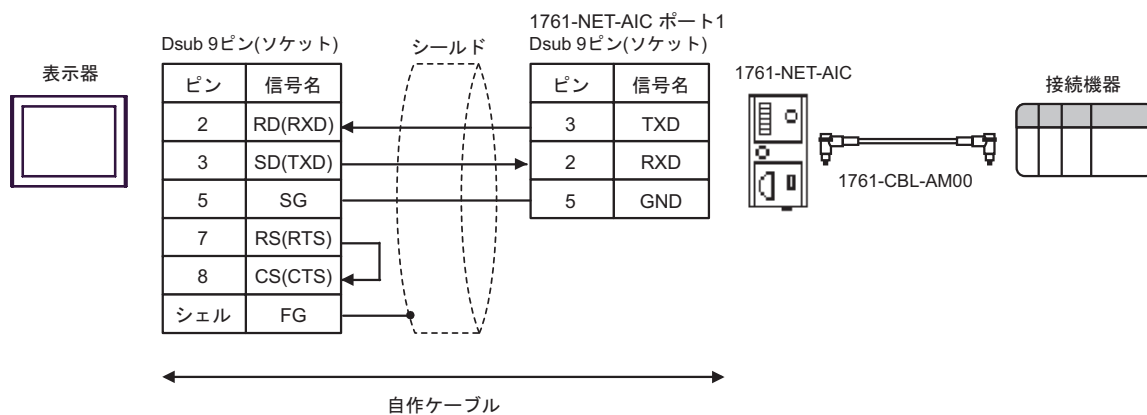 表示器
Dsub 9ピン(ソケット)
ピン 信号名
2 RD(RXD)
3 SD(TXD)
5 SG
7 RS(RTS)
8 CS(CTS)
シェル FG
シールド
1761-NET-AIC ポート1
Dsub 9ピン(ソケット)
ピン 信号名
3 TXD
2 RXD
5 GND
1761-NET-AIC
1761-CBL-AM00
接続機器
自作ケーブル